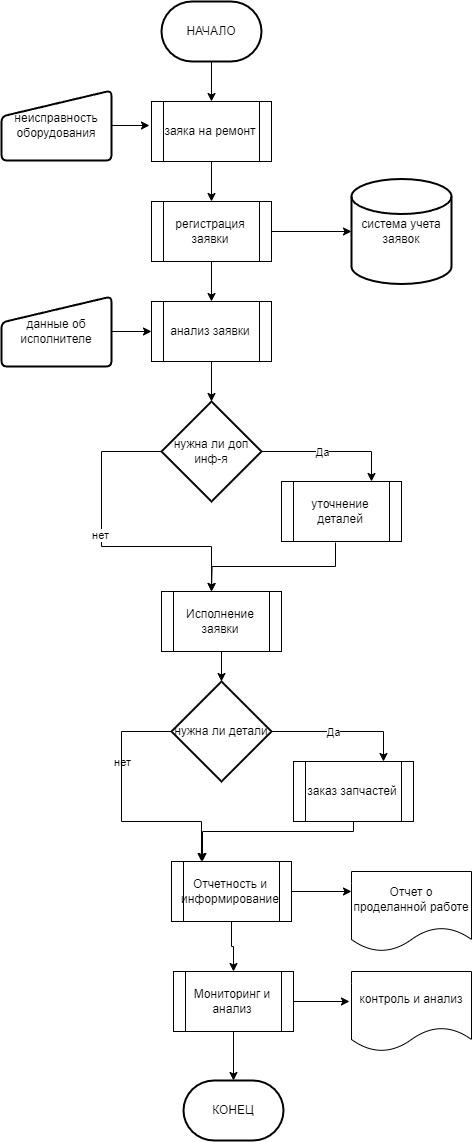 НАЧАЛО
неисправность
оборудования
заяка на ремонт
регистрация
заявки
система учета
заявок
данные об
исполнителе
анализ заявки
нужна ли доп
инф-я
Да
уточнение
деталей
нет
Исполнение
заявки
нужна ли детали
Да
нет
заказ запчастей
Отчетность и
информирование
Отчет о
проделанной работе
Мониторинг и
анализ
контроль и анализ
КОНЕЦ